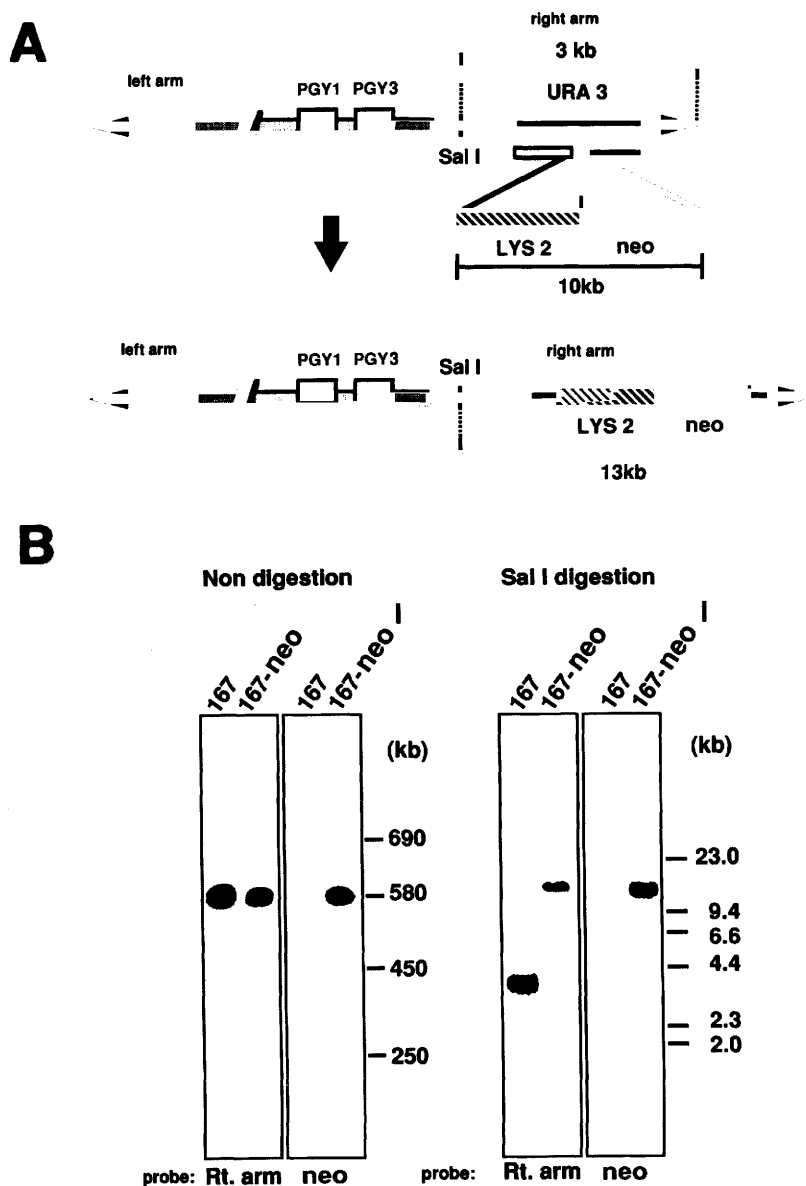 A
right arm
3 kb
left arm
PGY1 PGY3
URA 3
Sal I
LYS 2 neo
10kb
left arm
PGY1 PGY3
Sal I
right arm
LYS 2 neo
13kb
B
Non digestion
167 167-neo 167 167-neo
(kb)
690
580
450
250
probe: Rt. arm neo
Sal I digestion
167 167-neo 167 167-neo
(kb)
23.0
9.4
6.6
4.4
2.3
2.0
probe: Rt. arm neo